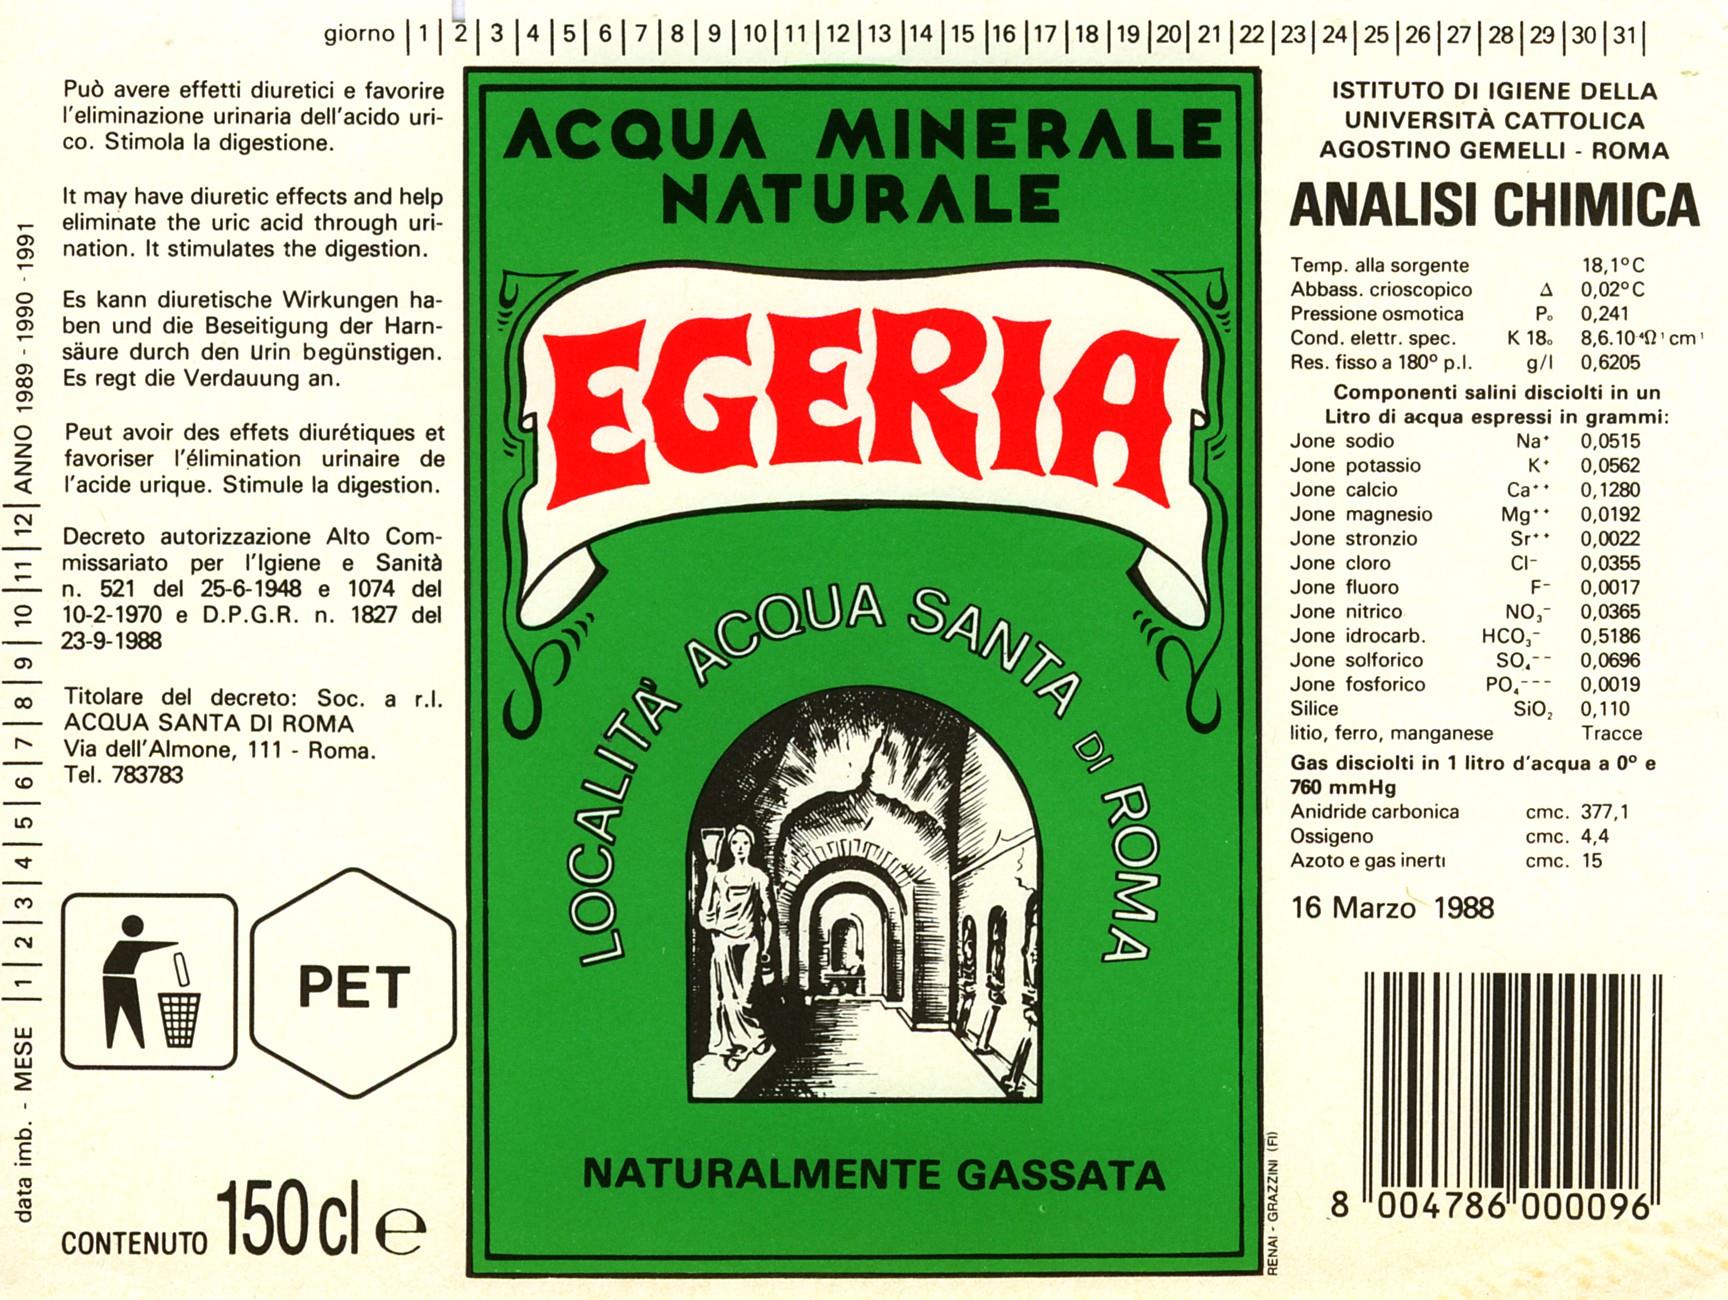 giorno | 1 | 2 | 3 | 4 | 5 | 6 | 7 | 8 | 9 | 10 | 11 | 12 | 13 | 14 | 15 | 16 | 17 | 18 | 19 | 20 | 21 | 22 | 23 | 24 | 25 | 26 | 27 | 28 | 29 | 30 | 31 |
data imb. - MESE | 1 | 2 | 3 | 4 | 5 | 6 | 7 | 8 | 9 | 10 | 11 | 12 | ANNO 1989 - 1990 - 1991
Può avere effetti diuretici e favorire
l'eliminazione urinaria dell'acido uri-
co. Stimola la digestione.
It may have diuretic effects and help
eliminate the uric acid through uri-
nation. It stimulates the digestion.
Es kann diuretische Wirkungen ha-
ben und die Beseitigung der Harn-
säure durch den Urin begünstigen.
Es regt die Verdauung an.
Peut avoir des effets diurétiques et
favoriser l'élimination urinaire de
l'acide urique. Stimule la digestion.
Decreto autorizzazione Alto Com-
missariato per l'Igiene e Sanità
n. 521 del 25-6-1948 e 1074 del
10-2-1970 e D.P.G.R. n. 1827 del
23-9-1988
Titolare del decreto: Soc. a r.l.
ACQUA SANTA DI ROMA
Via dell'Almone, 111 - Roma.
Tel. 783783
PET
CONTENUTO 150 cl e
ACQUA MINERALE
NATURALE
EGERIA
LOCALITA' ACQUA SANTA DI ROMA
NATURALMENTE GASSATA
RENAI - GRAZZINI (FI)
ISTITUTO DI IGIENE DELLA
UNIVERSITÀ CATTOLICA
AGOSTINO GEMELLI - ROMA
ANALISI CHIMICA
Temp. alla sorgente 18,1°C
Abbass. crioscopico Δ 0,02°C
Pressione osmotica P₀ 0,241
Cond. elettr. spec. K 18₀ 8,6.10⁻⁴Ω⁻¹cm⁻¹
Res. fisso a 180° p.l. g/l 0,6205
Componenti salini disciolti in un
Litro di acqua espressi in grammi:
Jone sodio Na⁺ 0,0515
Jone potassio K⁺ 0,0562
Jone calcio Ca⁺⁺ 0,1280
Jone magnesio Mg⁺⁺ 0,0192
Jone stronzio Sr⁺⁺ 0,0022
Jone cloro Cl⁻ 0,0355
Jone fluoro F⁻ 0,0017
Jone nitrico NO₃⁻ 0,0365
Jone idrocarb. HCO₃⁻ 0,5186
Jone solforico SO₄⁻⁻ 0,0696
Jone fosforico PO₄⁻⁻⁻ 0,0019
Silice SiO₂ 0,110
litio, ferro, manganese Tracce
Gas disciolti in 1 litro d'acqua a 0° e
760 mmHg
Anidride carbonica cmc. 377,1
Ossigeno cmc. 4,4
Azoto e gas inerti cmc. 15
16 Marzo 1988
8 004786 000096